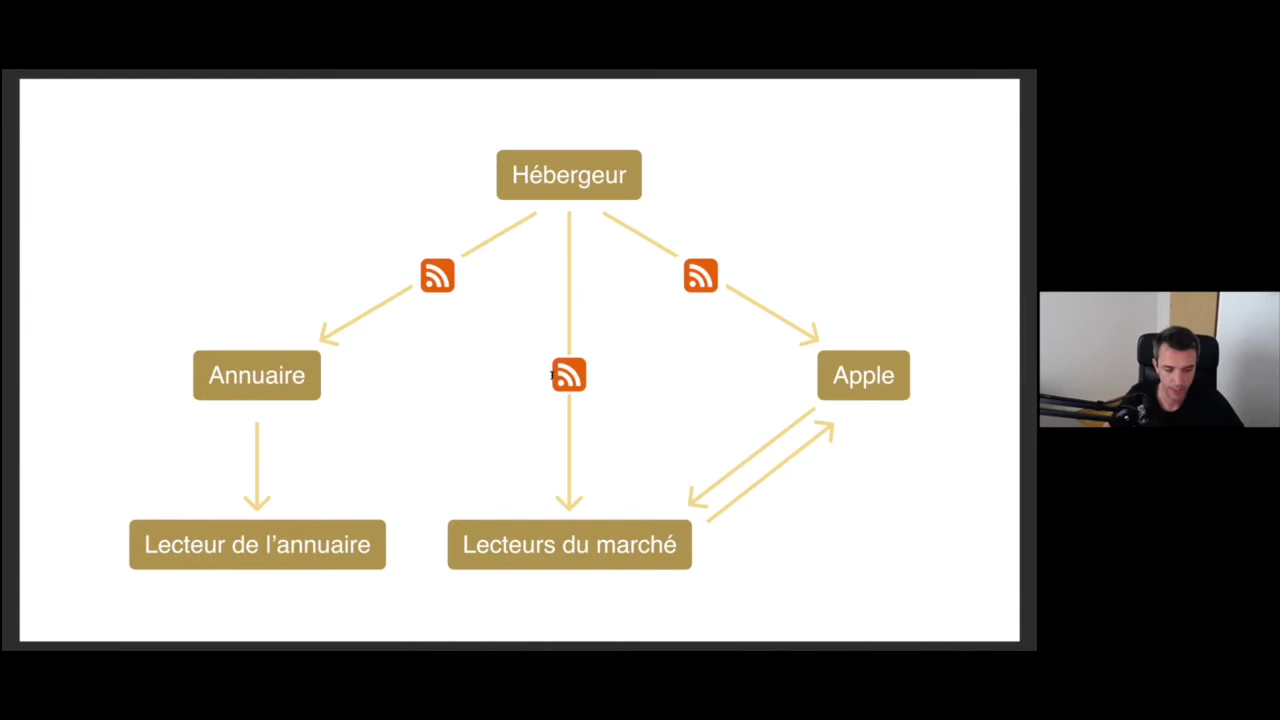 Hébergeur
Annuaire
Apple
Lecteur de l’annuaire
Lecteurs du marché